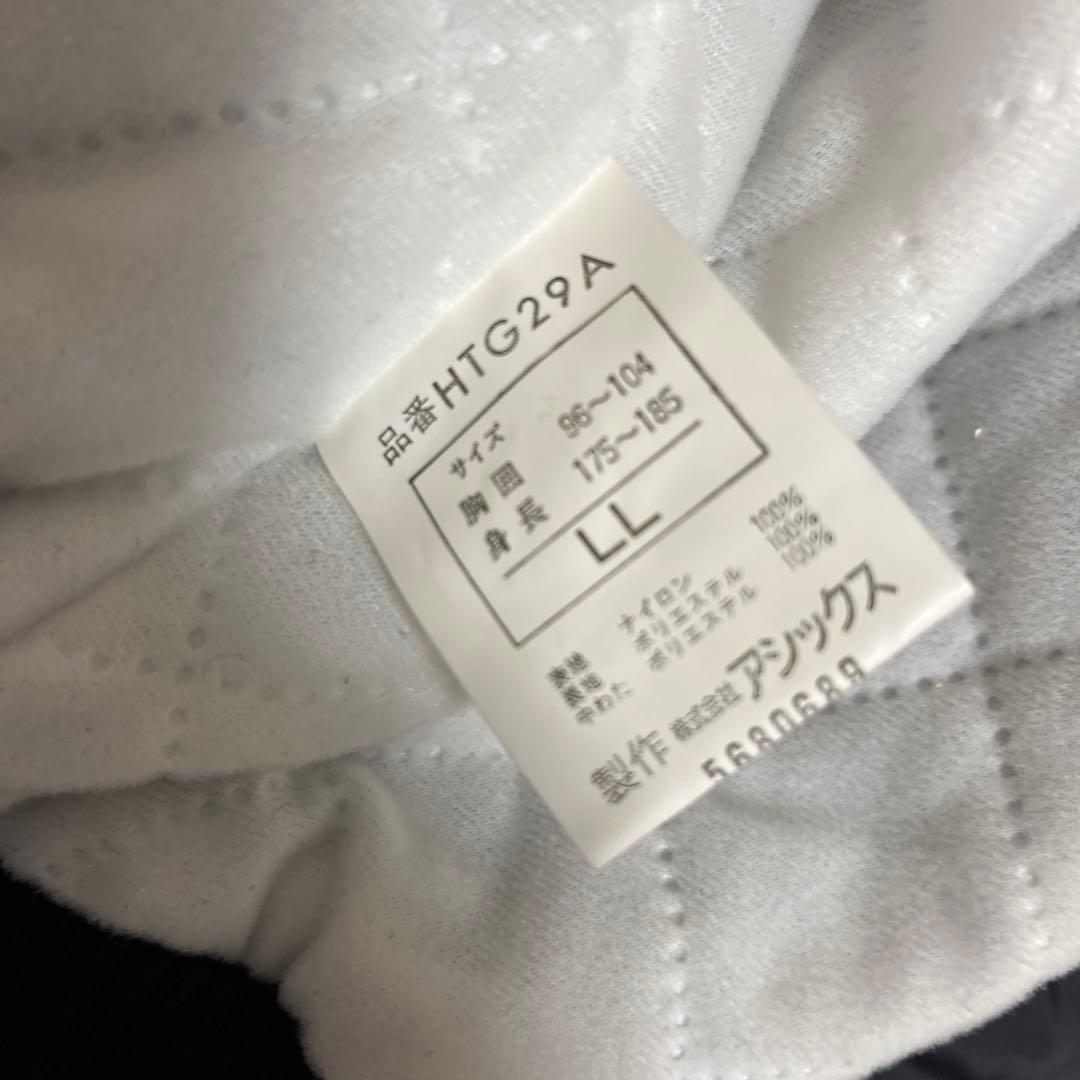 品番HTG29A
サイズ
胸囲 96~104
身長 175~185
LL
表地 ナイロン 100%
裏地 ポリエステル 100%
中わた ポリエステル 100%
製作 株式会社 アシックス
5680689